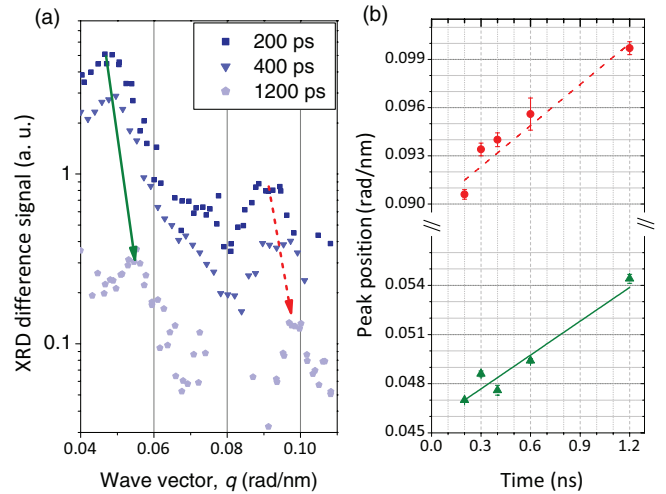 (a)
200 ps
400 ps
1200 ps
XRD difference signal (a. u.)
1
0.1
0.04 0.06 0.08 0.10
Wave vector, q (rad/nm)
(b)
Peak position (rad/nm)
0.099
0.096
0.093
0.090
0.054
0.051
0.048
0.045
0.0 0.3 0.6 0.9 1.2
Time (ns)